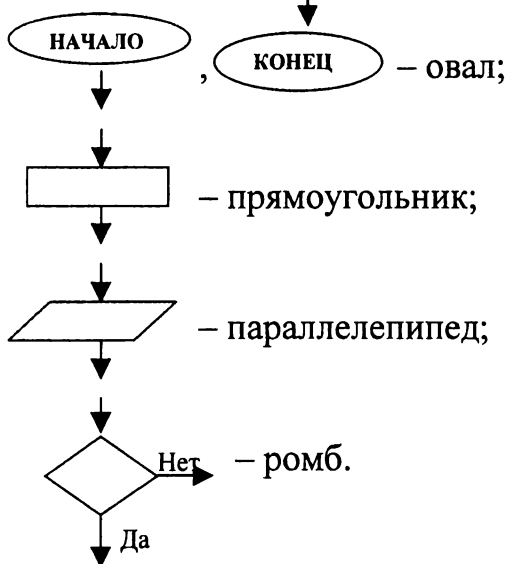 НАЧАЛО , КОНЕЦ – овал;
– прямоугольник;
– параллелепипед;
Нет – ромб.
Да